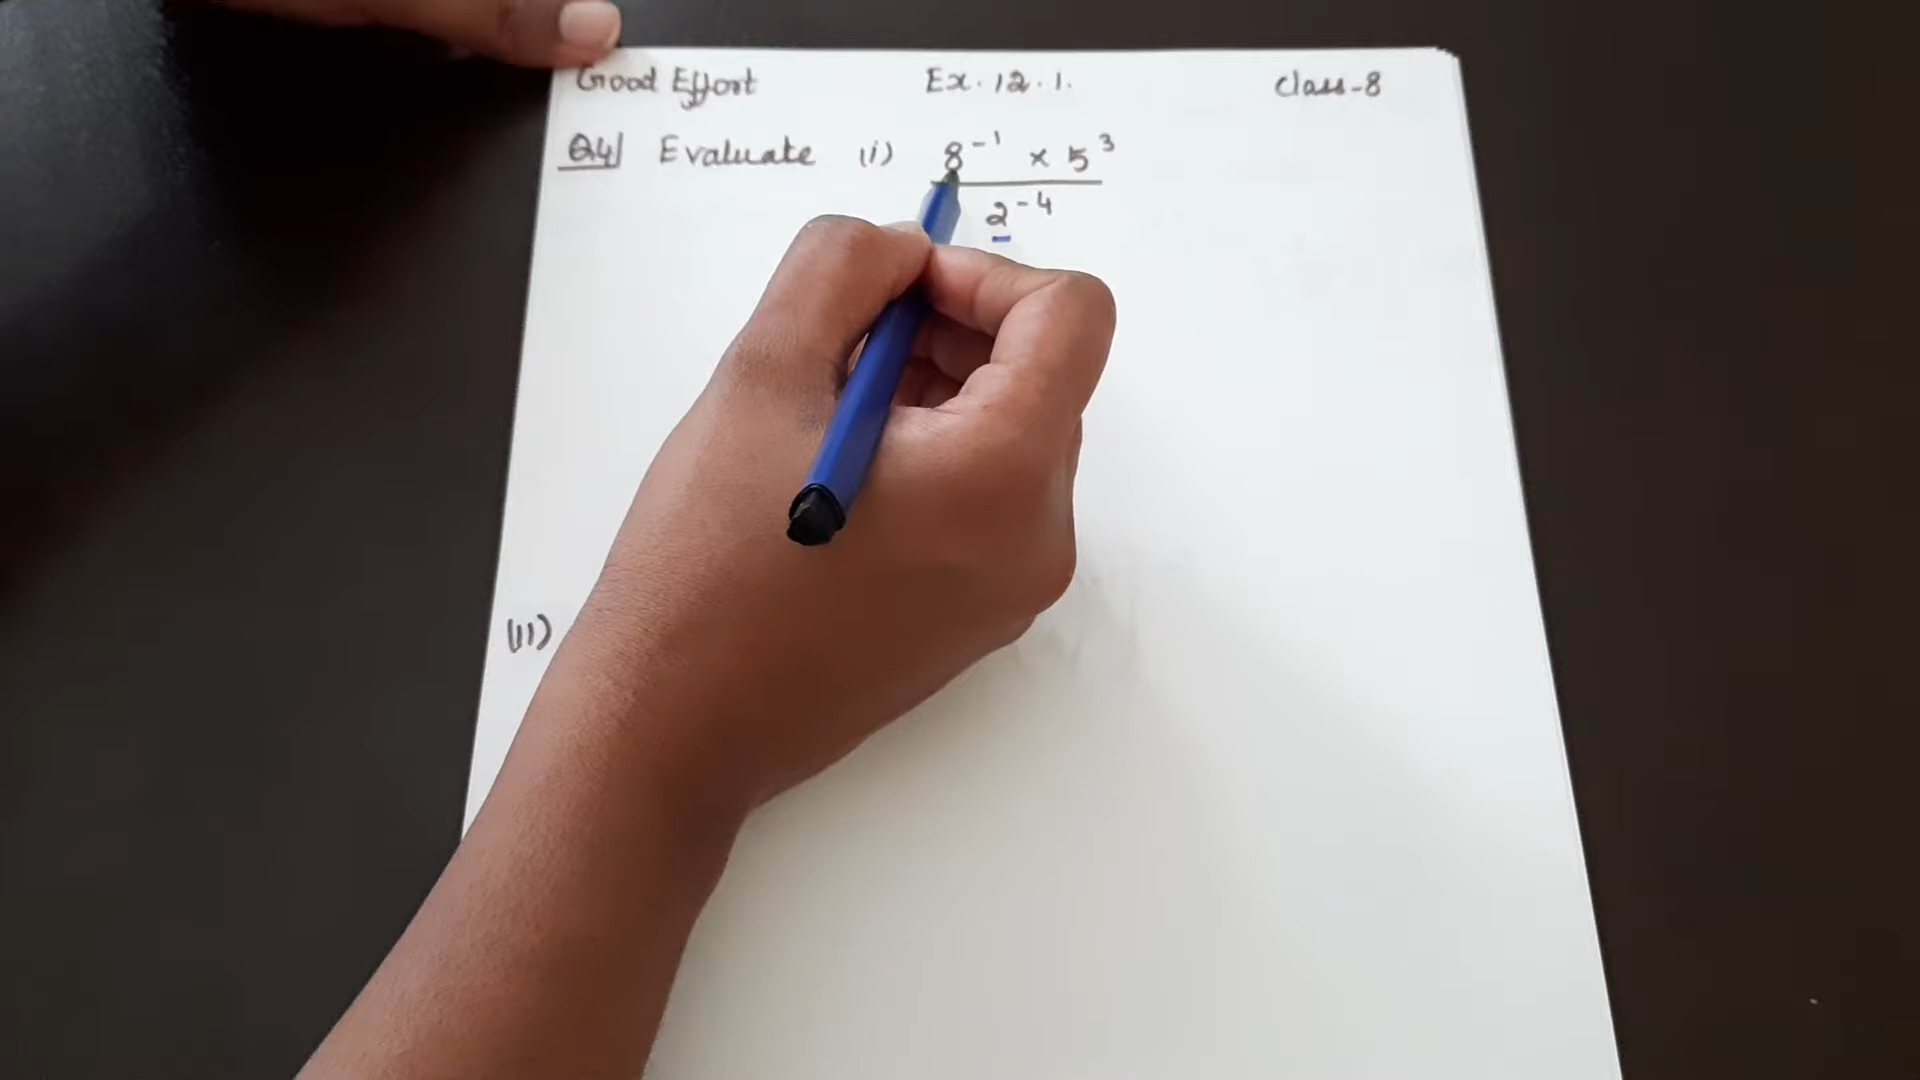 Good Effort Ex. 12.1. Class-8
Q4| Evaluate (i) 8⁻¹ × 5³
2⁻⁴
(ii)